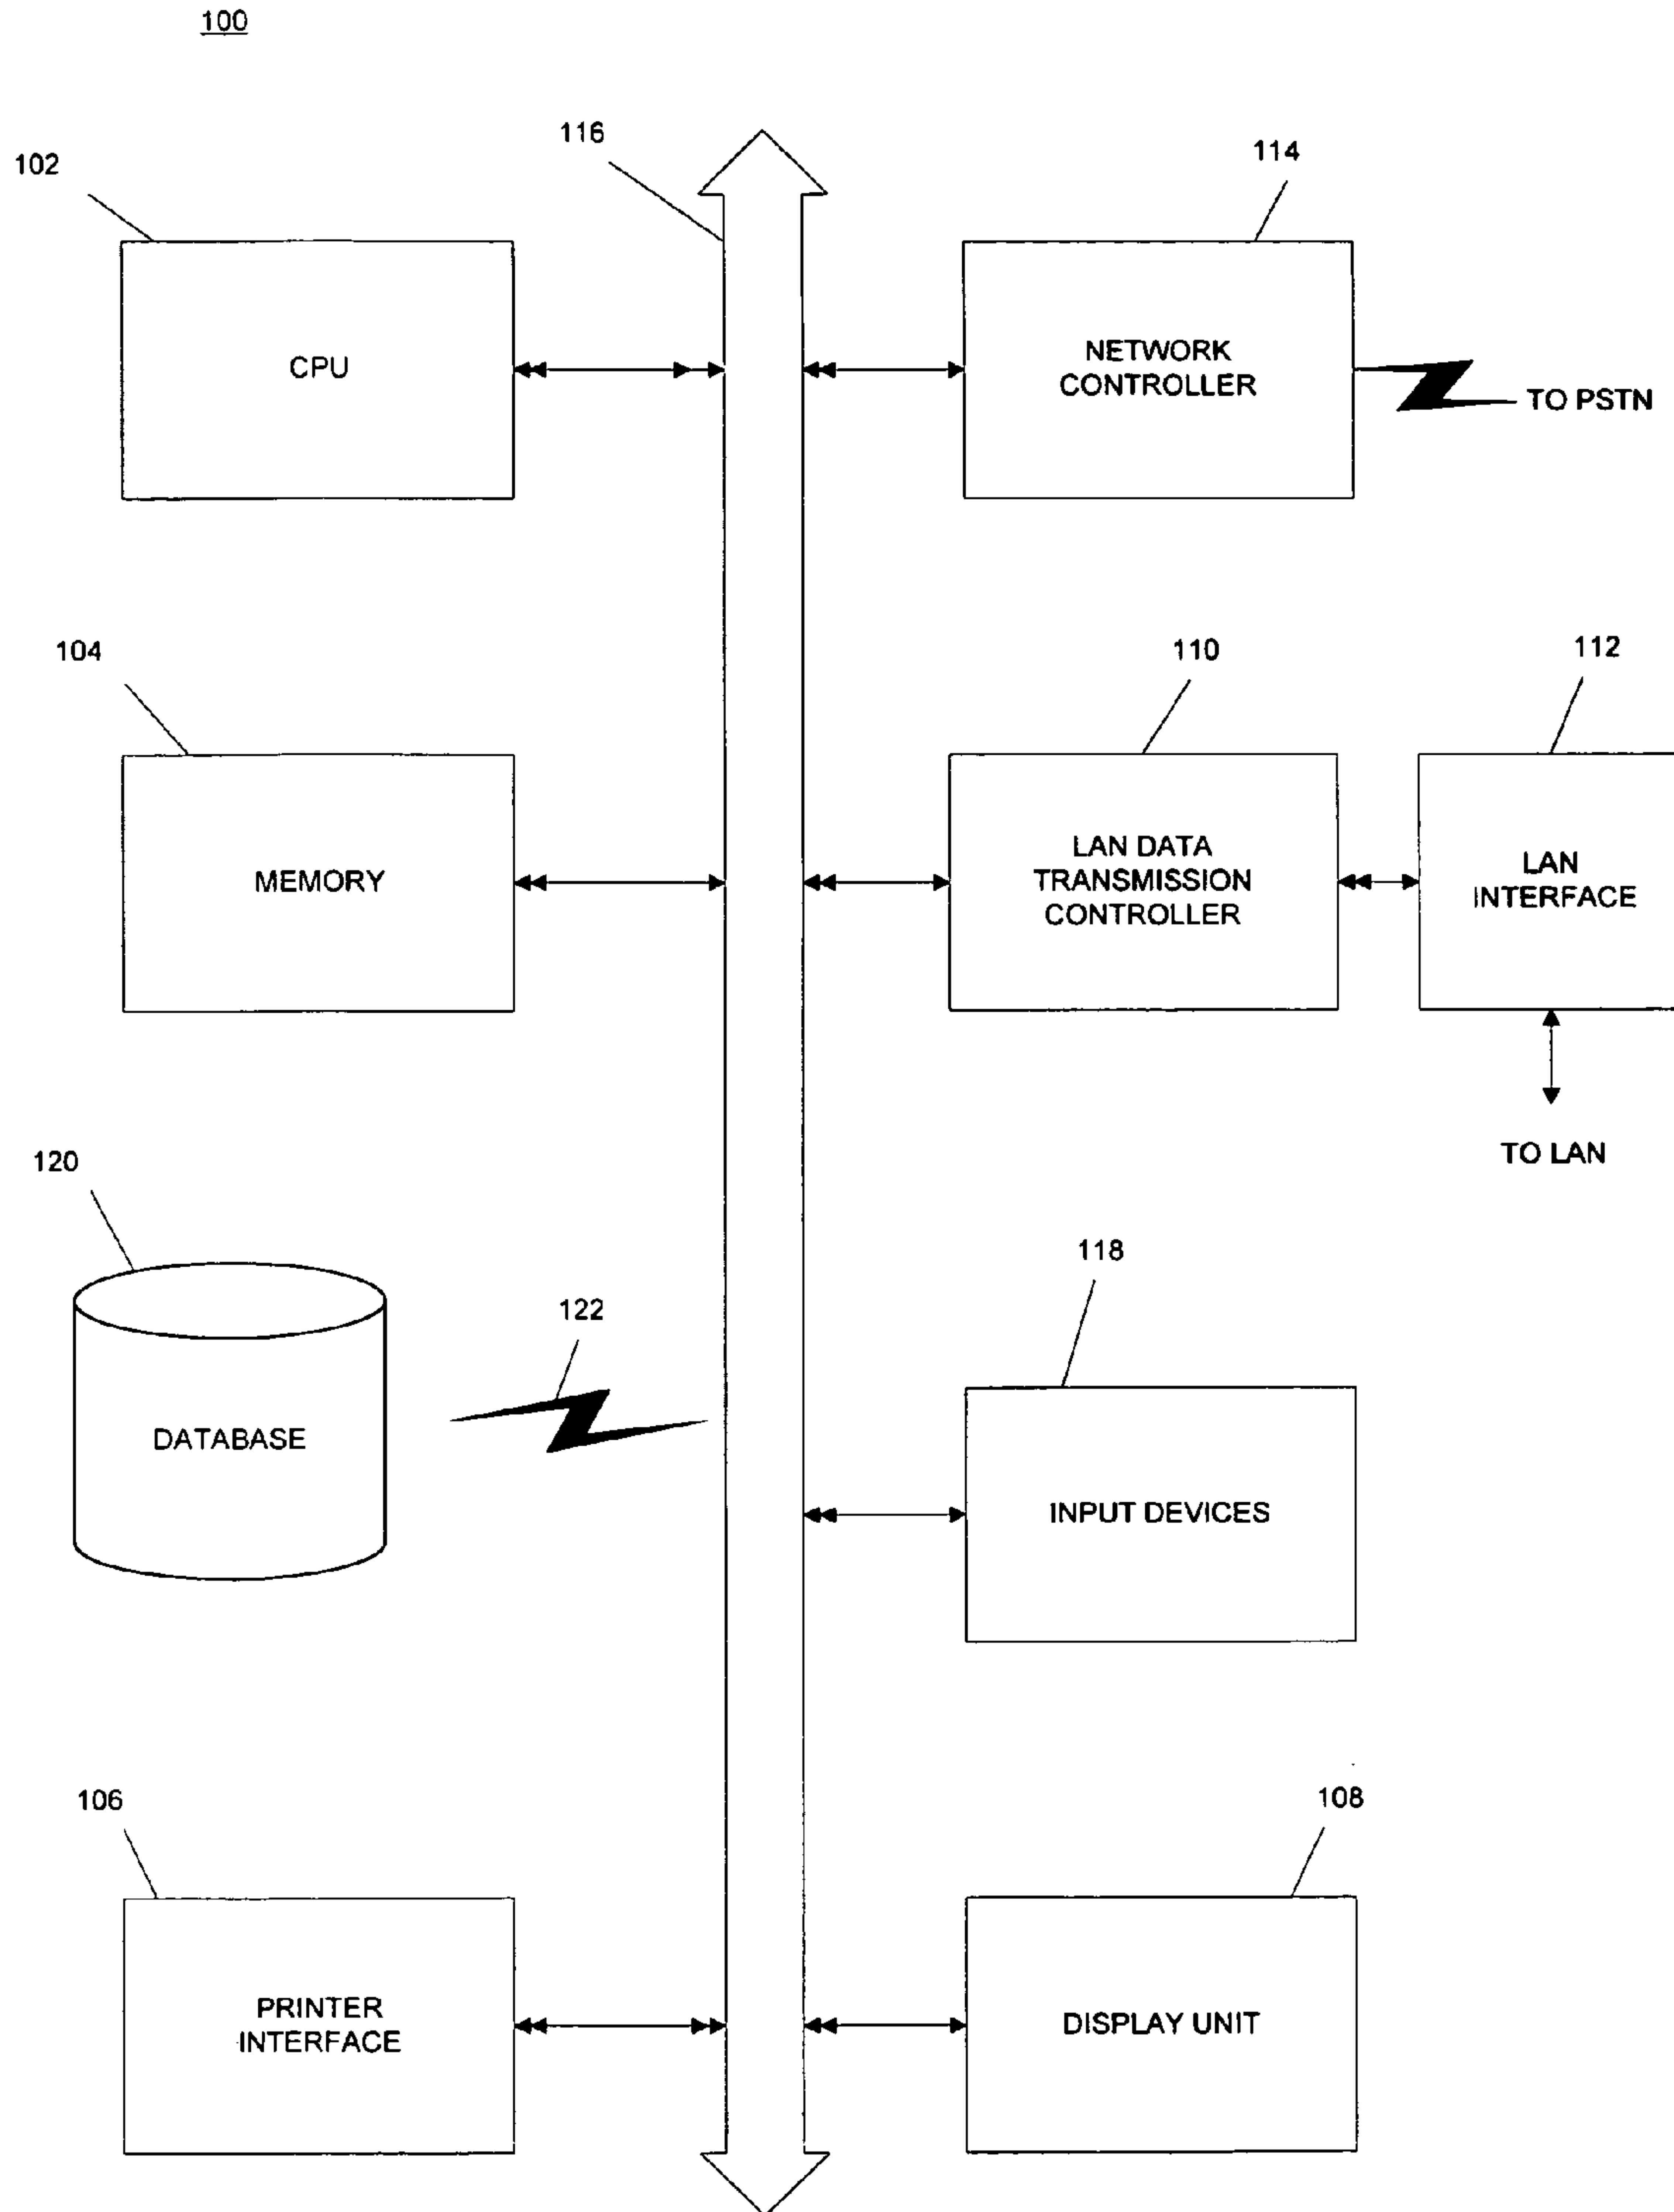 100
116
102
114
CPU
NETWORK
CONTROLLER
TO PSTN
104
110
112
MEMORY
LAN DATA
TRANSMISSION
CONTROLLER
LAN
INTERFACE
TO LAN
120
118
122
DATABASE
INPUT DEVICES
106
108
PRINTER
INTERFACE
DISPLAY UNIT